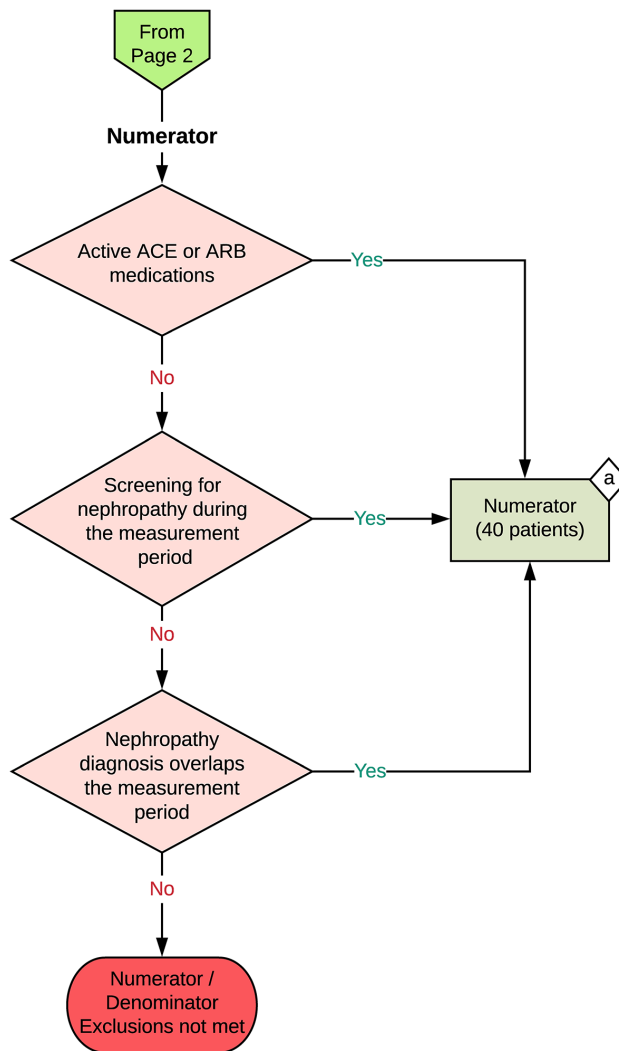 From
Page 2
Numerator
Active ACE or ARB
medications
Yes
No
Screening for
nephropathy during
the measurement
period
Yes
a
Numerator
(40 patients)
No
Nephropathy
diagnosis overlaps
the measurement
period
Yes
No
Numerator /
Denominator
Exclusions not met